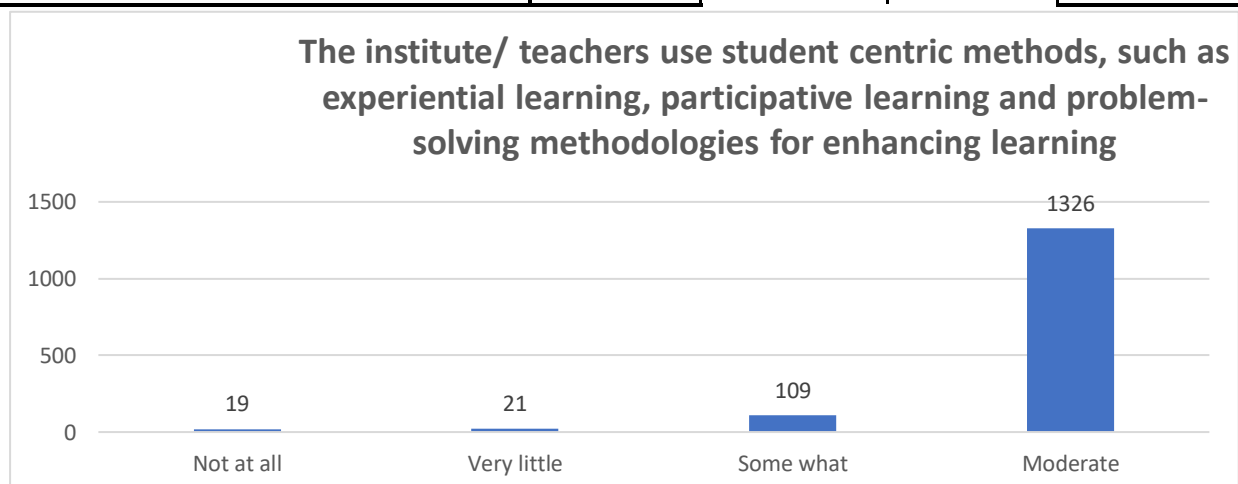 The institute/ teachers use student centric methods, such as
experiential learning, participative learning and problem-
solving methodologies for enhancing learning
1500
1326
1000
500
19
21
109
0
Not at all
Very little
Some what
Moderate